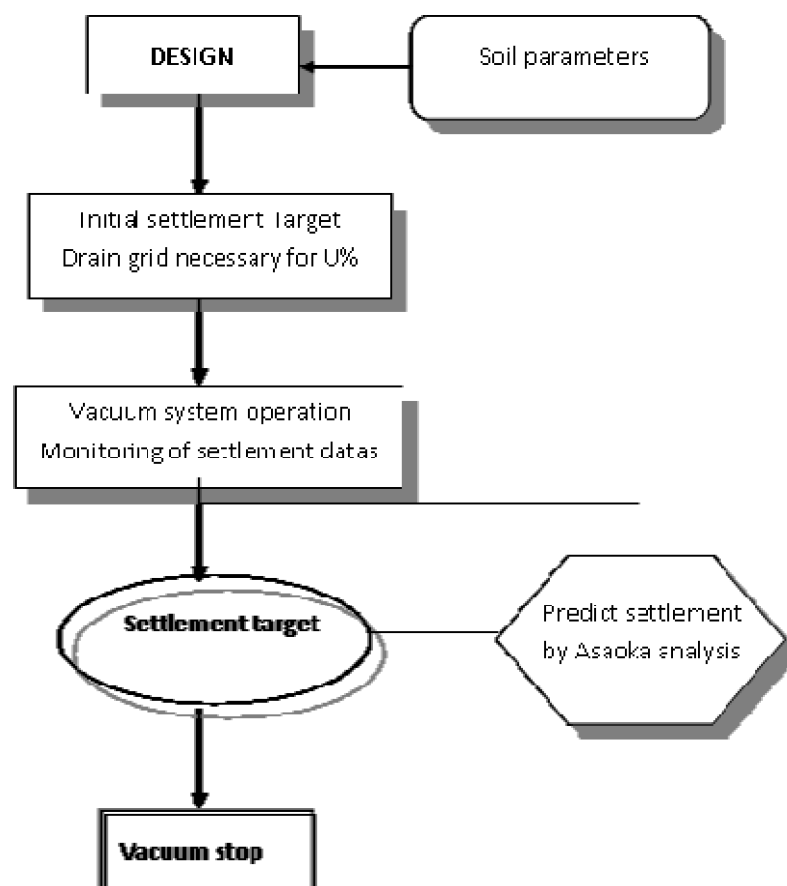 DESIGN
Soil parameters
Initial settlement Target
Drain grid necessary for U%
Vacuum system operation
Monitoring of settlement datas
Settlement target
Predict settlement
by Asaoka analysis
Vacuum stop